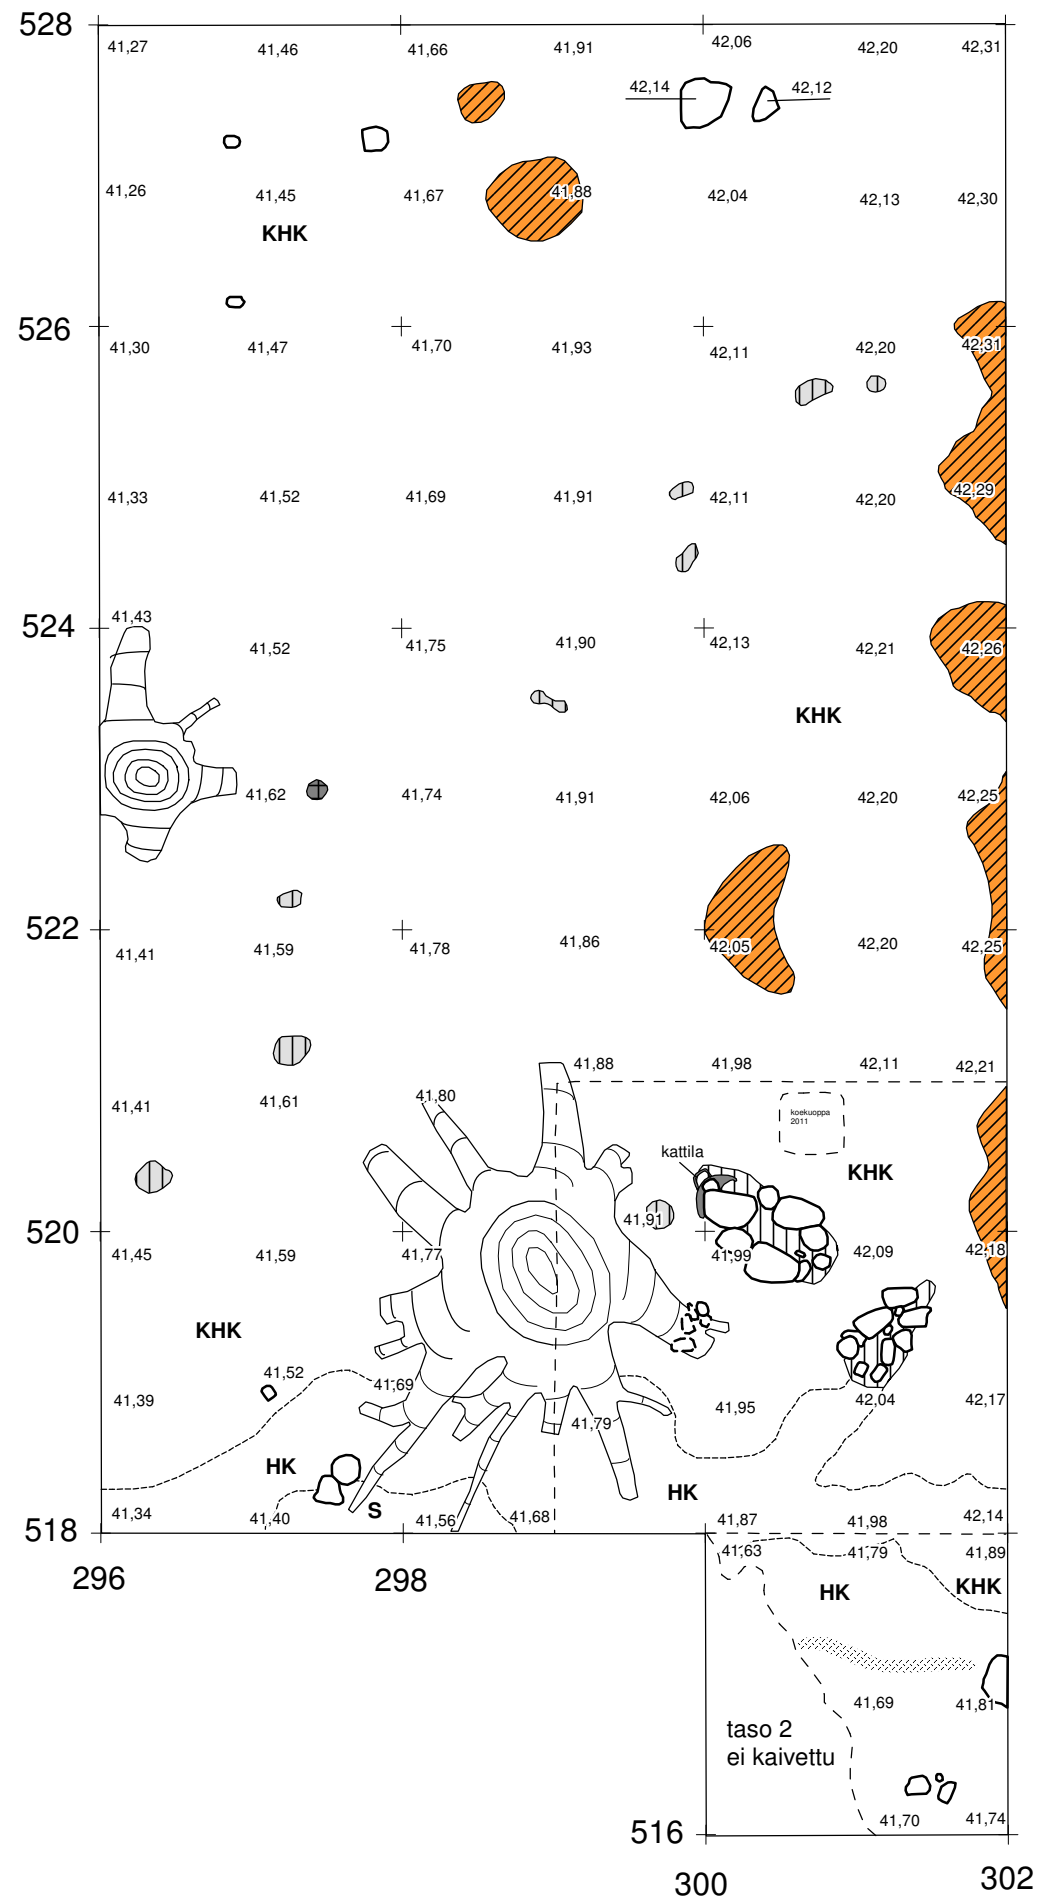 528
41,27 41,46 41,66 41,91 42,06 42,20 42,31
42,14 42,12
41,26 41,45 41,67 41,88 42,04 42,13 42,30
KHK
526
41,30 41,47 41,70 41,93 42,11 42,20 42,31
41,33 41,52 41,69 41,91 42,11 42,20 42,29
524
41,43 41,52 41,75 41,90 42,13 42,21 42,26
KHK
41,62 41,74 41,91 42,06 42,20 42,25
522
41,41 41,59 41,78 41,86 42,05 42,20 42,25
41,88 41,98 42,11 42,21
41,41 41,61 41,80
koekuoppa
2011
kattila
KHK
41,91
520
41,45 41,59 41,77 41,99 42,09 42,18
KHK
41,52
41,39 41,69 41,79 41,95 42,04 42,17
HK
HK
S
41,34 41,40 41,56 41,68 41,87 41,98 42,14
518
41,63 41,79 41,89
296 298
HK KHK
41,69 41,81
taso 2
ei kaivettu
41,70 41,74
516
300 302